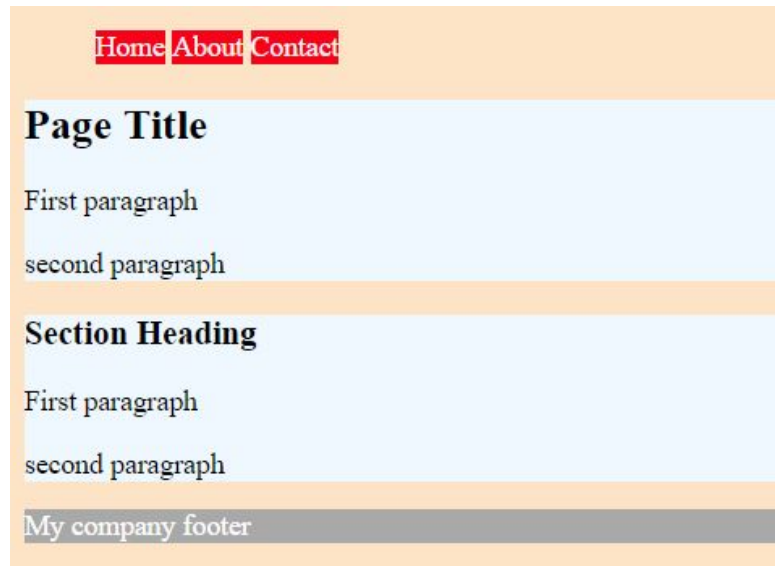 Home About Contact
Page Title
First paragraph
second paragraph
Section Heading
First paragraph
second paragraph
My company footer